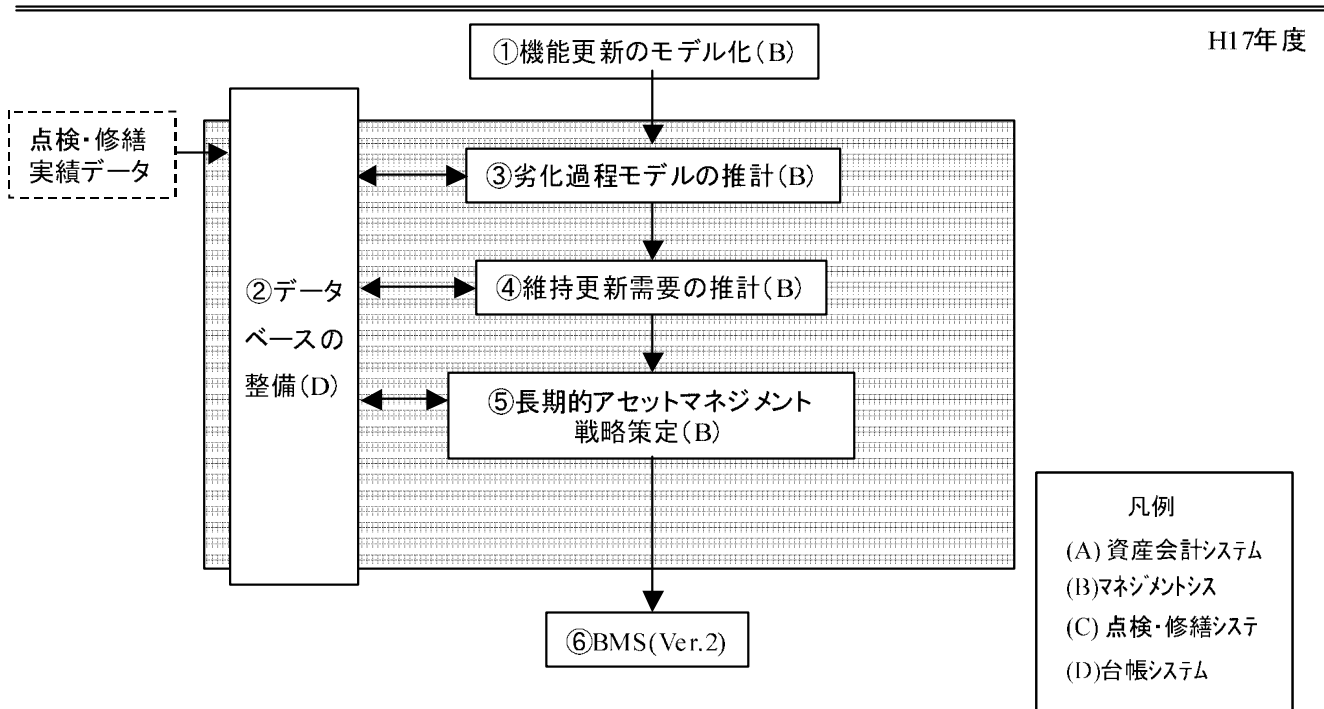 H17年度
①機能更新のモデル化(B)
点検・修繕
実績データ
③劣化過程モデルの推計(B)
②データ
ベースの
整備(D)
④維持更新需要の推計(B)
⑤長期的アセットマネジメント
戦略策定(B)
⑥BMS(Ver.2)
凡例
(A) 資産会計システム
(B)マネジメントシス
(C) 点検・修繕システ
(D)台帳システム